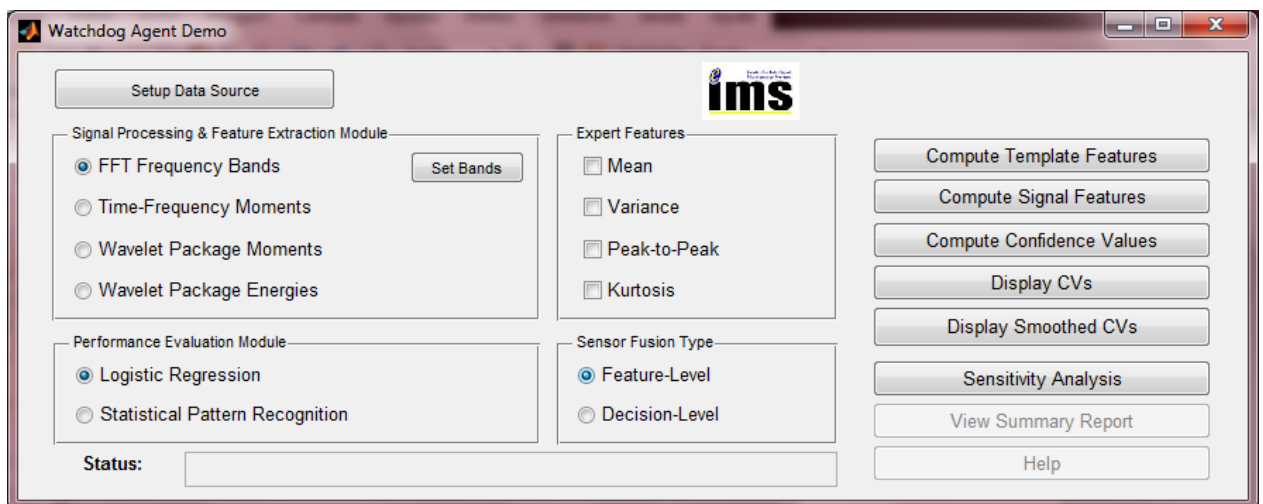 Watchdog Agent Demo
Setup Data Source
ims
Signal Processing & Feature Extraction Module
FFT Frequency Bands
Set Bands
Time-Frequency Moments
Wavelet Package Moments
Wavelet Package Energies
Expert Features
Mean
Variance
Peak-to-Peak
Kurtosis
Performance Evaluation Module
Logistic Regression
Statistical Pattern Recognition
Sensor Fusion Type
Feature-Level
Decision-Level
Compute Template Features
Compute Signal Features
Compute Confidence Values
Display CVs
Display Smoothed CVs
Sensitivity Analysis
View Summary Report
Help
Status: